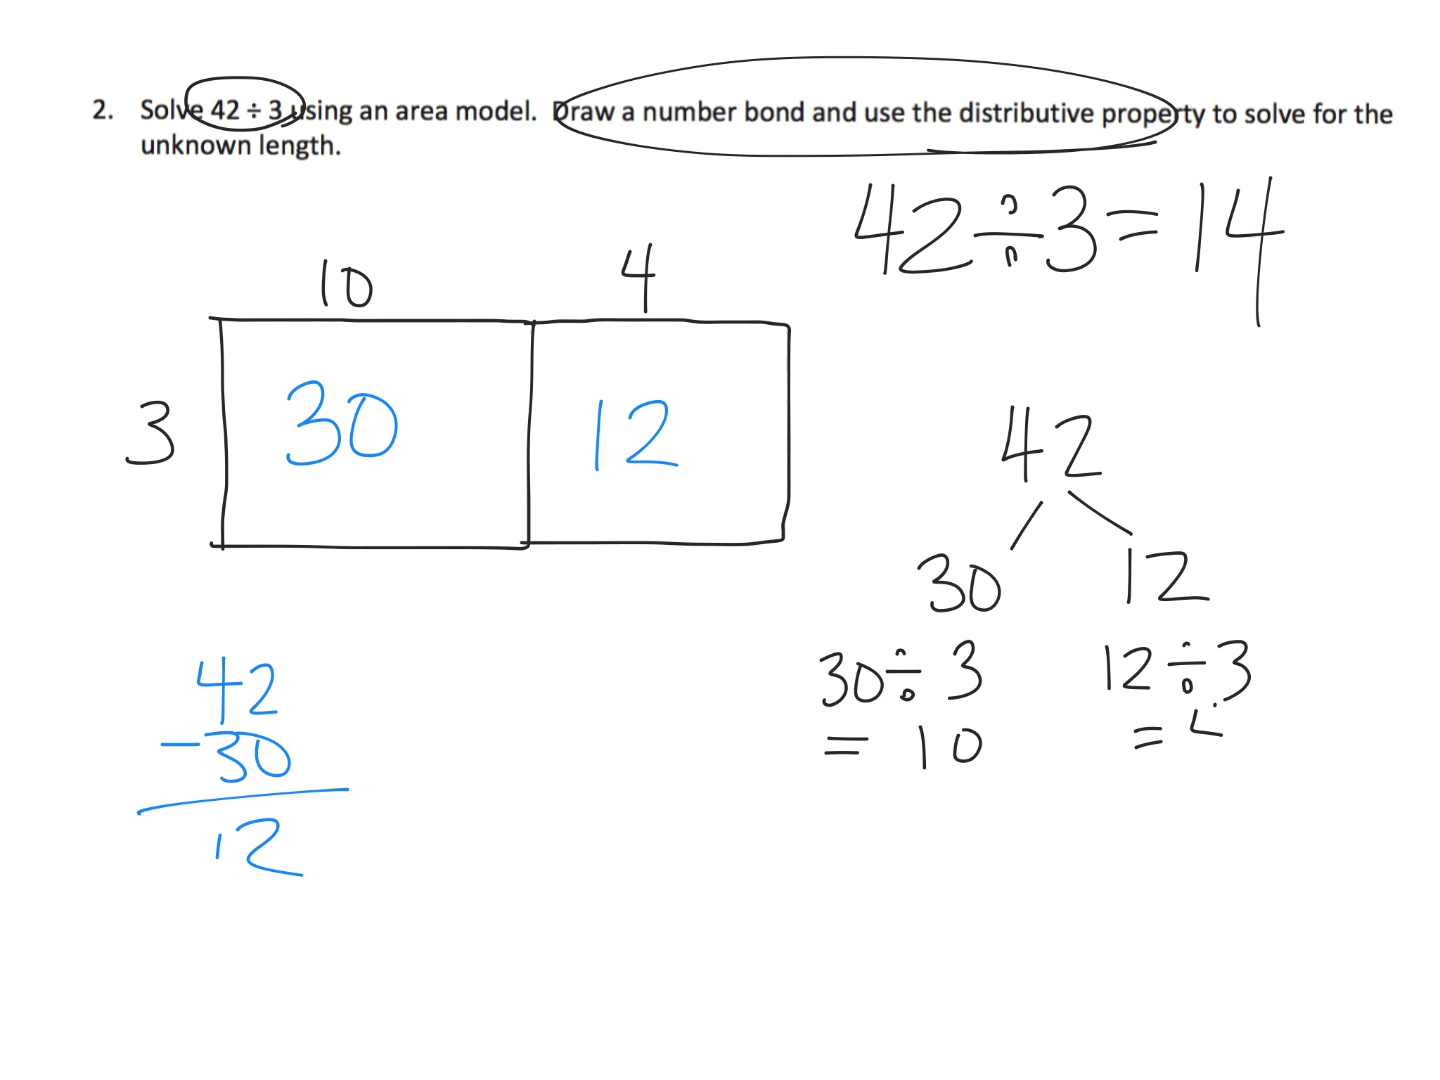 2. Solve 42 ÷ 3 using an area model. Draw a number bond and use the distributive property to solve for the
unknown length.
42 ÷ 3 = 14
10 4
3 30 12
42
30 12
30 ÷ 3 12 ÷ 3
= 10 =
42
-30
12